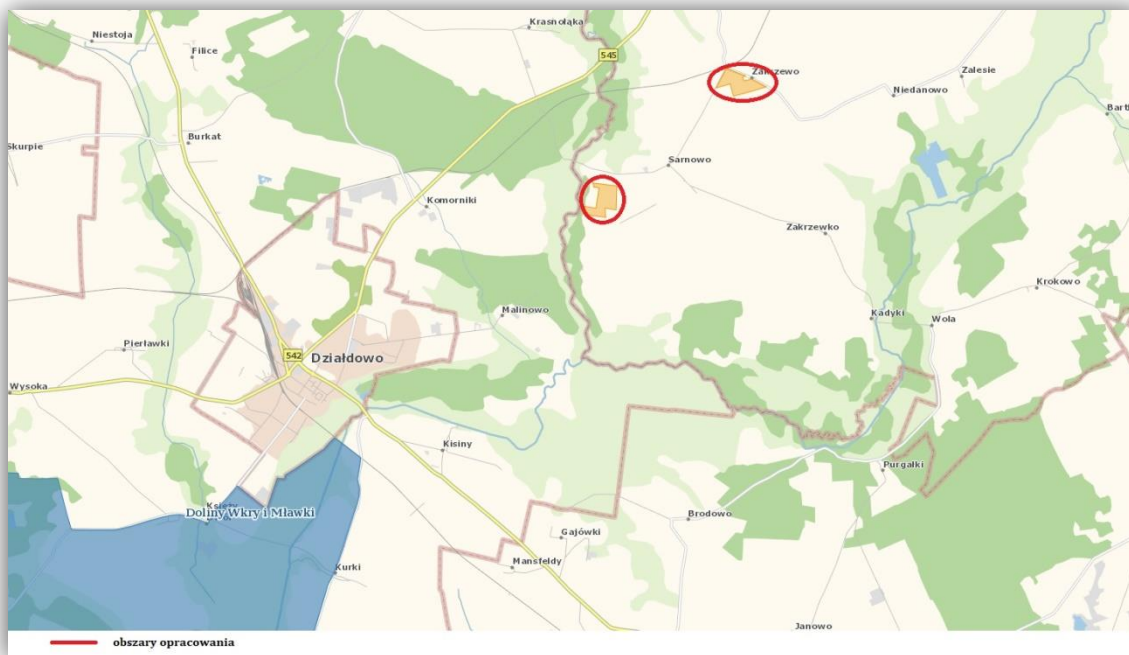 Krasnołąka
Niestoja
Filice
545
Zakrzewo
Zalesie
Niedanowo
Burkat
Skurpie
Sarnowo
Komorniki
Zakrzewko
Krokowo
Malinowo
Kadyki
Wola
Pierławki
542
Działdowo
Wysoka
Kisiny
Purgałki
Doliny Wkry i Mławki
Brodowo
Gajówki
Mansfeldy
Kurki
Janowo
obszary opracowania